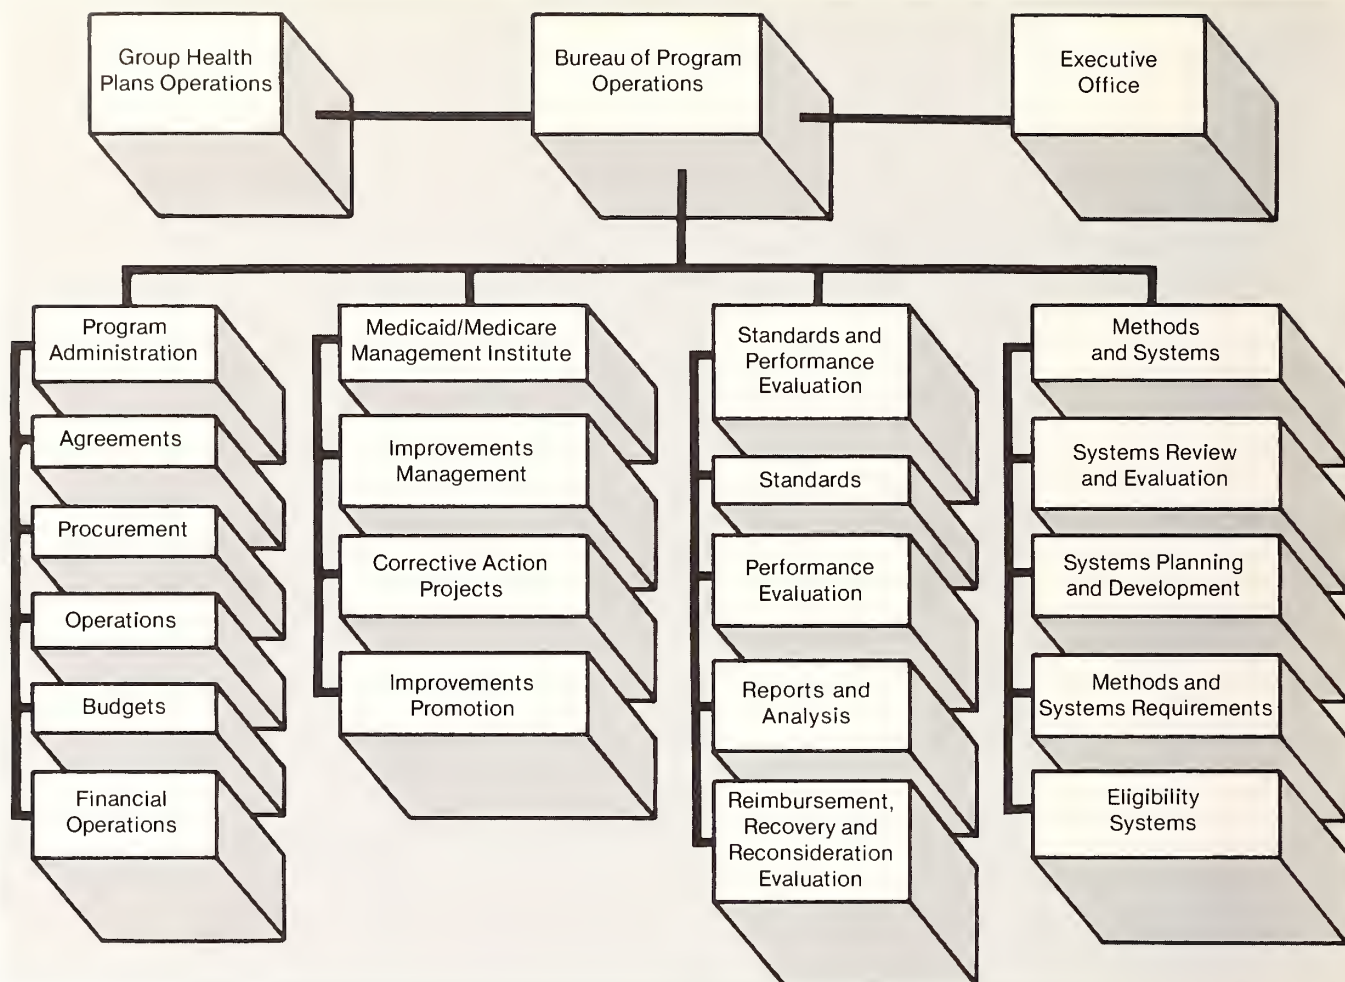 Group Health
Plans Operations
Bureau of Program
Operations
Executive
Office
Program
Administration
Agreements
Procurement
Operations
Budgets
Financial
Operations
Medicaid/Medicare
Management Institute
Improvements
Management
Corrective Action
Projects
Improvements
Promotion
Standards and
Performance
Evaluation
Standards
Performance
Evaluation
Reports and
Analysis
Reimbursement,
Recovery and
Reconsideration
Evaluation
Methods
and Systems
Systems Review
and Evaluation
Systems Planning
and Development
Methods and
Systems Requirements
Eligibility
Systems